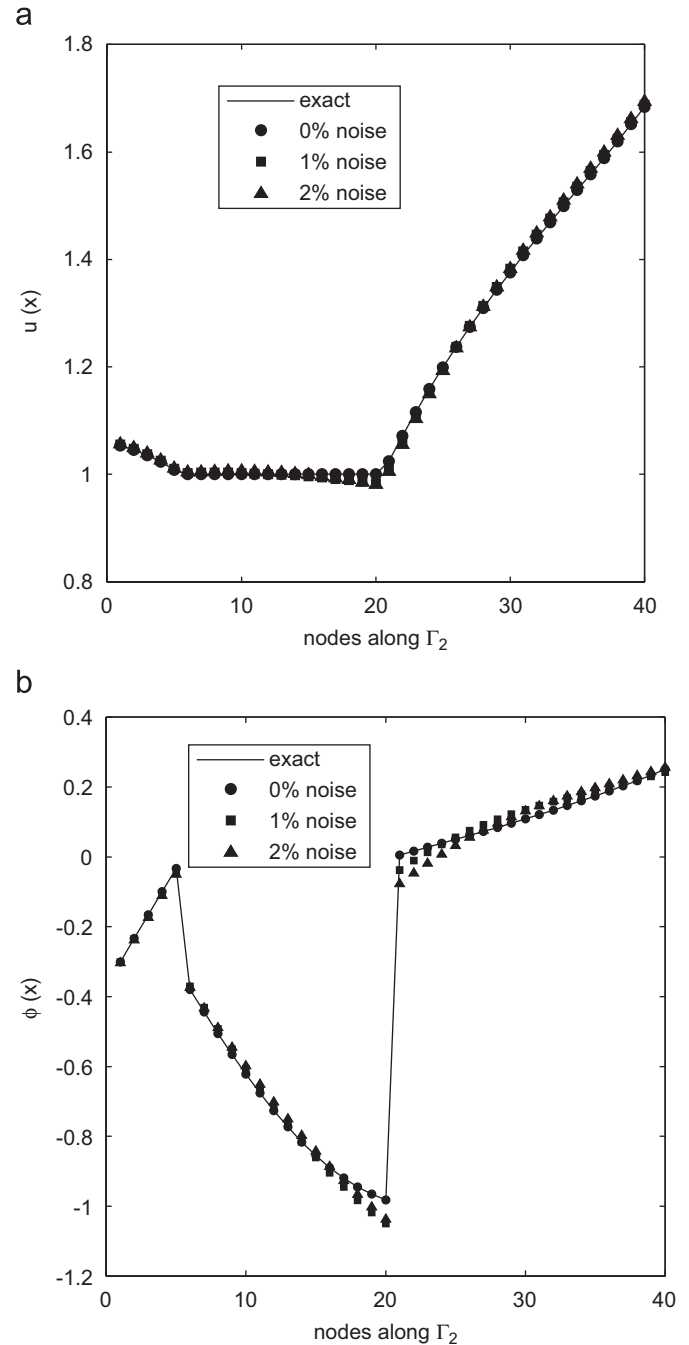 a
1.8
1.6
1.4
1.2
1
0.8
u (x)
exact
0% noise
1% noise
2% noise
0 10 20 30 40
nodes along Γ2
b
0.4
0.2
0
-0.2
-0.4
-0.6
-0.8
-1
-1.2
ϕ (x)
exact
0% noise
1% noise
2% noise
0 10 20 30 40
nodes along Γ2